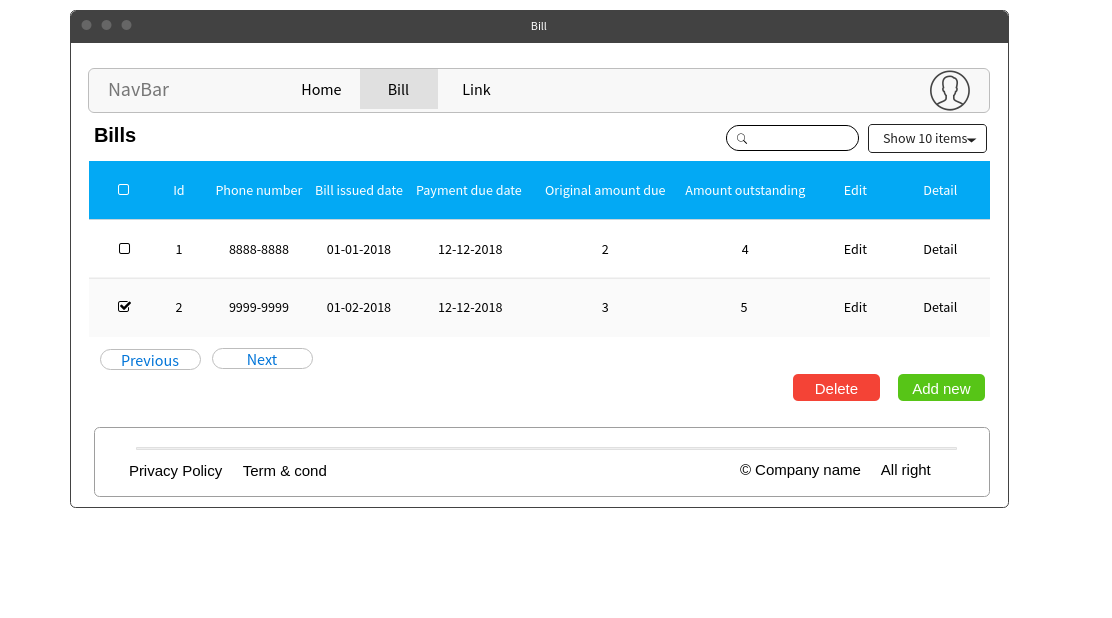 Bill
NavBar Home Bill Link
Bills Show 10 items
Id Phone number Bill issued date Payment due date Original amount due Amount outstanding Edit Detail
1 8888-8888 01-01-2018 12-12-2018 2 4 Edit Detail
2 9999-9999 01-02-2018 12-12-2018 3 5 Edit Detail
Previous Next
Delete Add new
Privacy Policy Term & cond © Company name All right